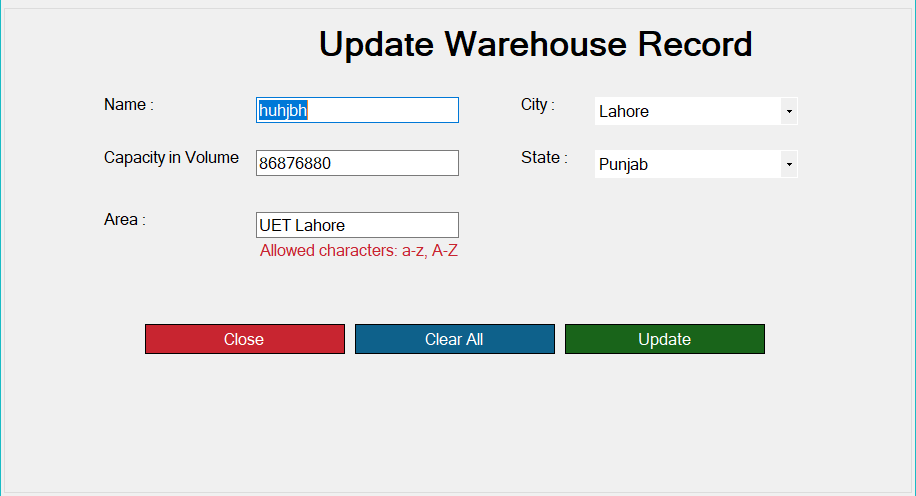 Update Warehouse Record
Name :
huhjbh
City :
Lahore
Capacity in Volume
86876880
State :
Punjab
Area :
UET Lahore
Allowed characters: a-z, A-Z
Close
Clear All
Update